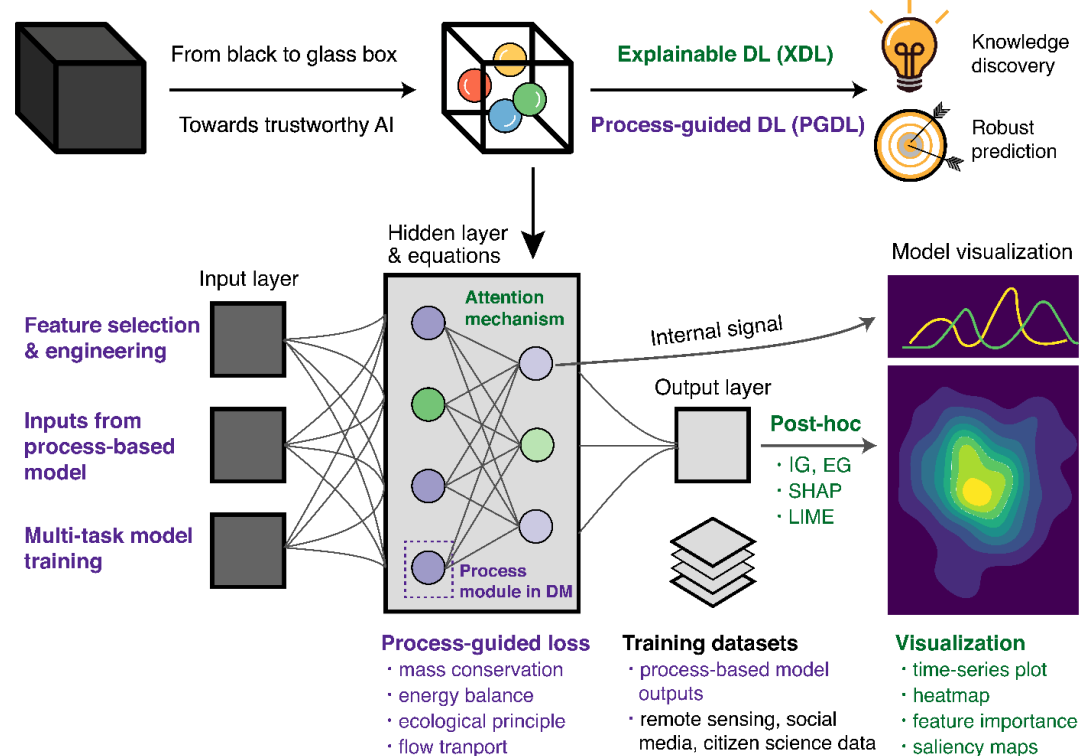 From black to glass box
Towards trustworthy AI
Explainable DL (XDL)
Process-guided DL (PGDL)
Knowledge
discovery
Robust
prediction
Hidden layer
& equations
Input layer
Model visualization
Feature selection
& engineering
Inputs from
process-based
model
Multi-task model
training
Attention
mechanism
Process
module in DM
Internal signal
Output layer
Post-hoc
· IG, EG
· SHAP
· LIME
Process-guided loss
· mass conservation
· energy balance
· ecological principle
· flow tranport
Training datasets
· process-based model
outputs
· remote sensing, social
media, citizen science data
Visualization
· time-series plot
· heatmap
· feature importance
· saliency maps